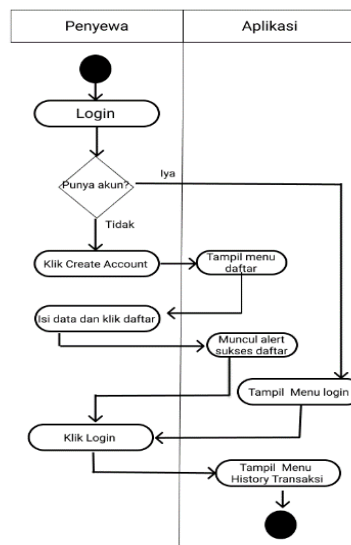 Penyewa
Aplikasi
Login
Punya akun?
Iya
Tidak
Klik Create Account
Tampil menu
daftar
Isi data dan klik daftar
Muncul alert
sukses daftar
Tampil Menu login
Klik Login
Tampil Menu
History Transaksi